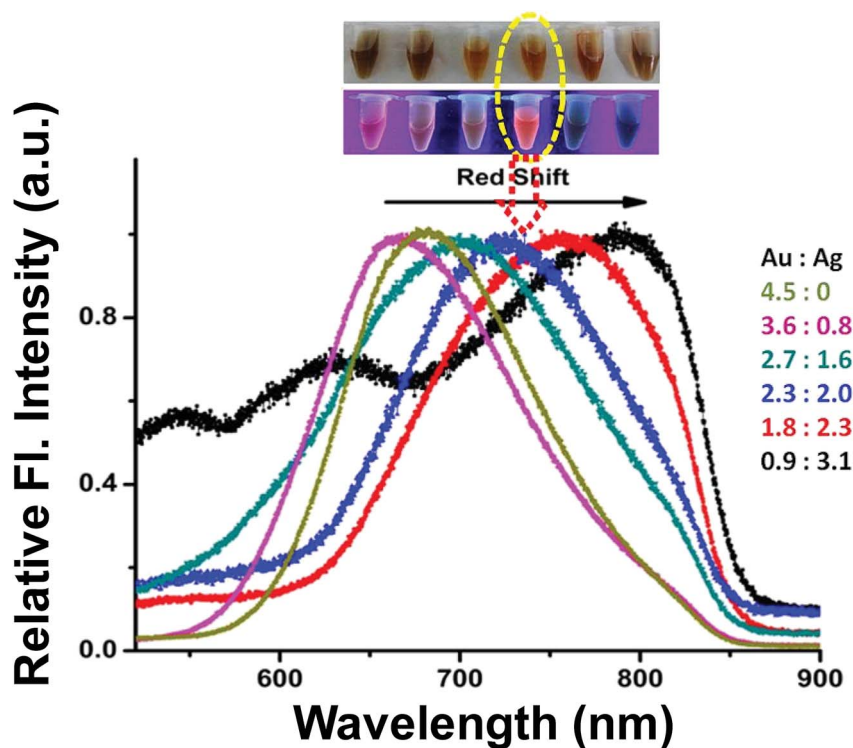 Red Shift
Relative Fl. Intensity (a.u.)
0.8
0.4
0.0
600
700
800
900
Wavelength (nm)
Au : Ag
4.5 : 0
3.6 : 0.8
2.7 : 1.6
2.3 : 2.0
1.8 : 2.3
0.9 : 3.1